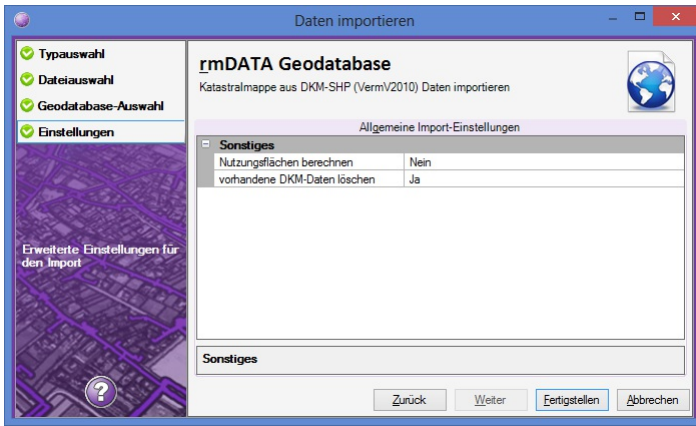 Daten importieren
Typauswahl
Dateiauswahl
Geodatabase-Auswahl
Einstellungen
Erweiterte Einstellungen für
den Import
?
rmDATA Geodatabase
Katastralmappe aus DKM-SHP (VermV2010) Daten importieren
Allgemeine Import-Einstellungen
Sonstiges
Nutzungsflächen berechnen Nein
vorhandene DKM-Daten löschen Ja
Sonstiges
Zurück Weiter Fertigstellen Abbrechen